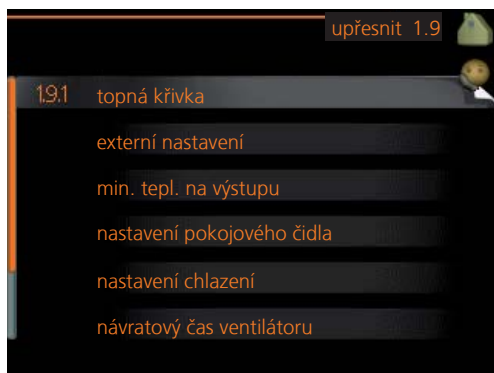 upřesnit 1.9
1.9.1 topná křivka
externí nastavení
min. tepl. na výstupu
nastavení pokojového čidla
nastavení chlazení
návratový čas ventilátoru